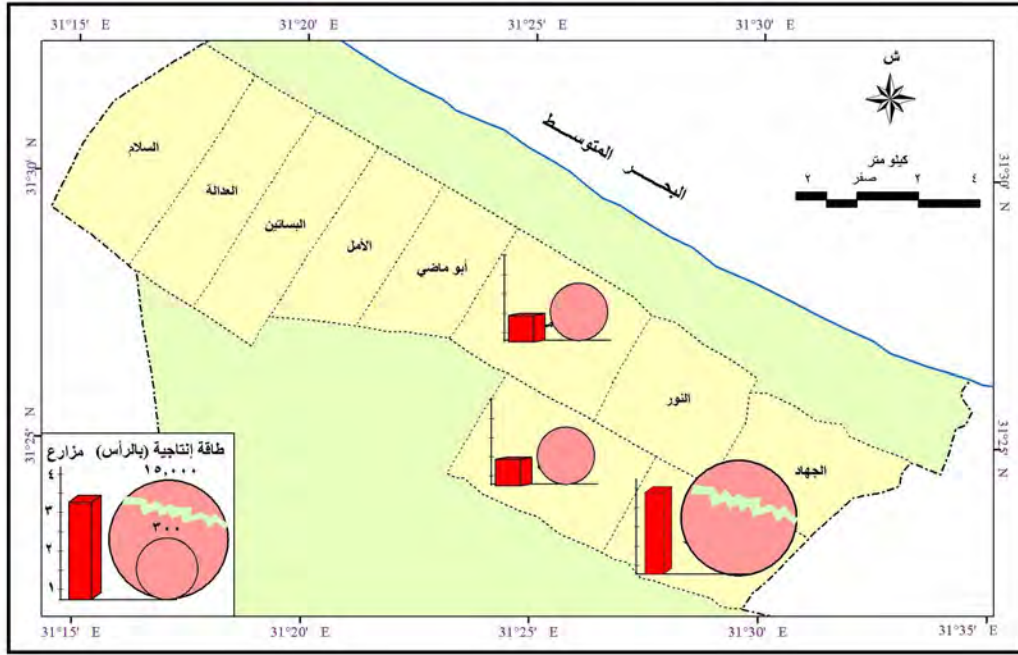 31°15' E 31°20' E 31°25' E 31°30' E
ش
البحـــر المتوســـط
كيلو متر
٢ صفر ٢ ٤
31°30' N
31°30' N
السلام
العدالة
البساتين
الأمل
أبو ماضي
النور
الجهاد
31°25' N
31°25' N
طاقة إنتاجية (بالرأس) مزارع
١٥,٠٠٠
٣٠٠
٤
٣
٢
١
31°15' E 31°20' E 31°25' E 31°30' E 31°35' E